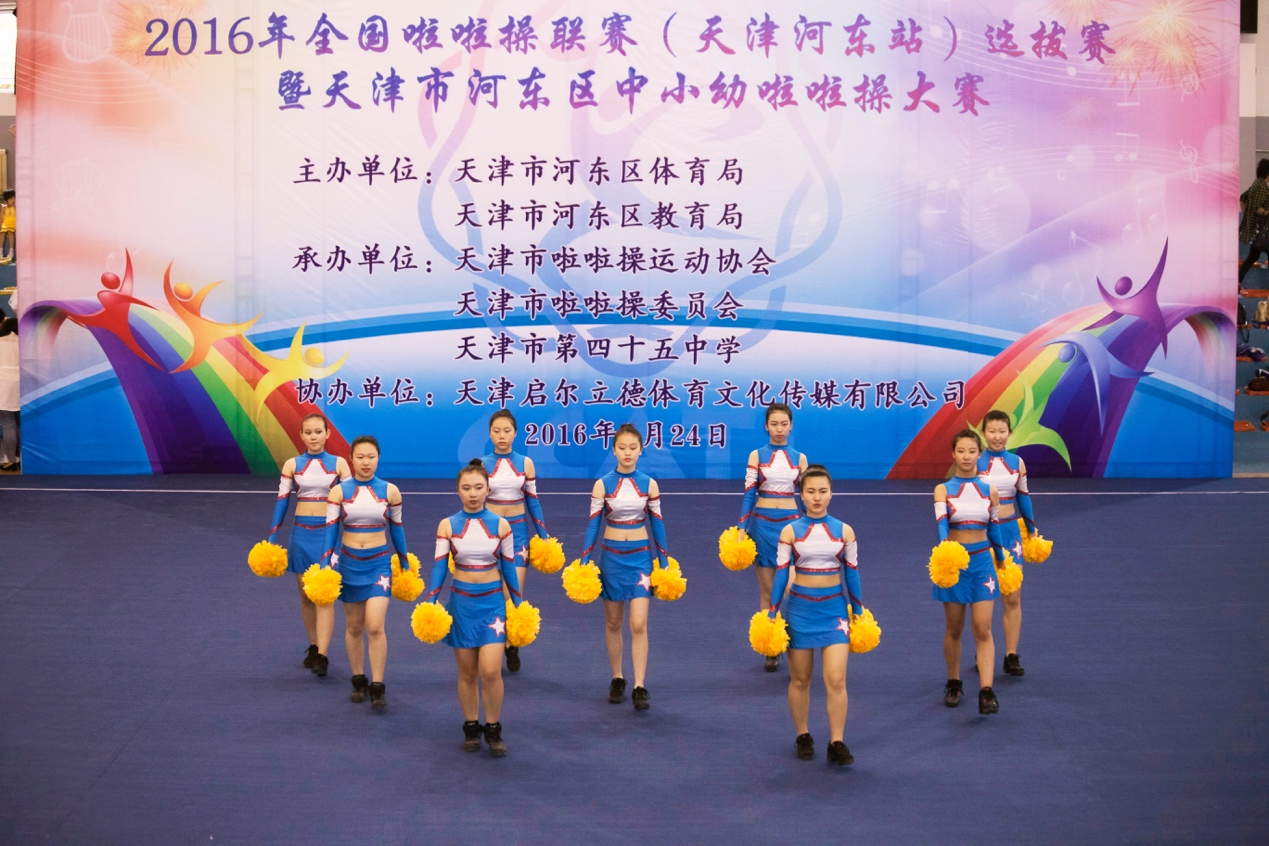 2016年全国啦啦操联赛（天津河东站）选拔赛
暨天津市河东区中小幼啦啦操大赛
主办单位：天津市河东区体育局
天津市河东区教育局
承办单位：天津市啦啦操运动协会
天津市啦啦操委员会
天津市第四十五中学
协办单位：天津启尔立德体育文化传媒有限公司
2016年 月24日